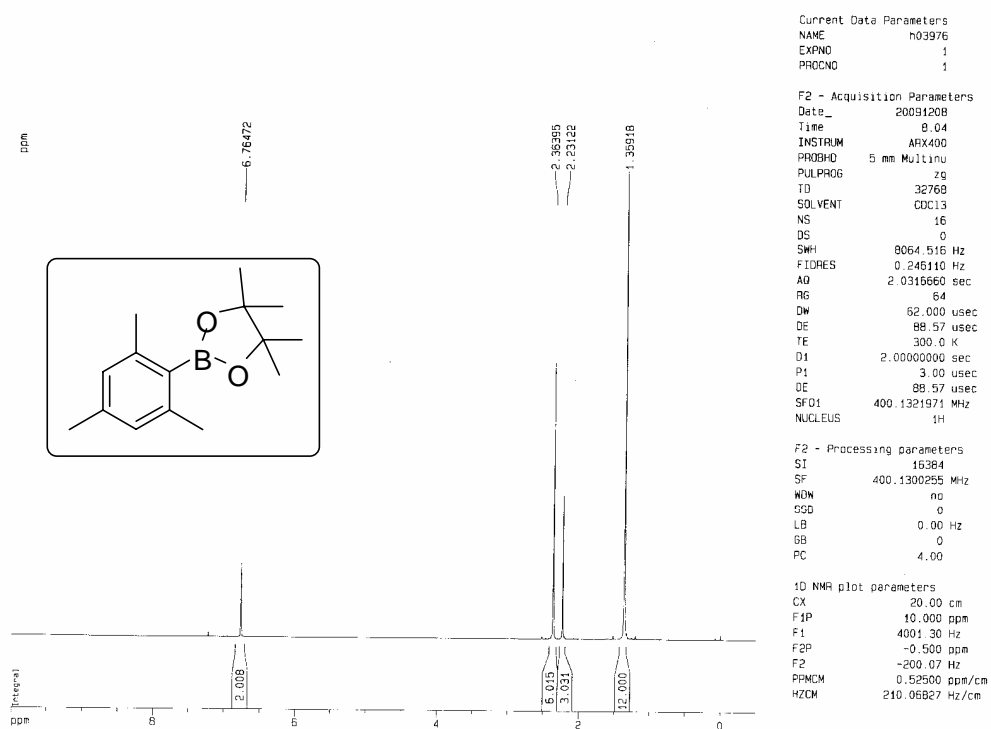 Current Data Parameters
NAME h03976
EXPNO 1
PROCNO 1
F2 - Acquisition Parameters
Date_ 20091208
Time 8.04
INSTRUM ARX400
PROBHD 5 mm Multinu
PULPROG zg
TD 32768
SOLVENT CDCl3
NS 16
DS 0
SWH 8064.516 Hz
FIDRES 0.246110 Hz
AQ 2.0316660 sec
RG 64
DW 62.000 usec
DE 88.57 usec
TE 300.0 K
D1 2.00000000 sec
P1 3.00 usec
DE 88.57 usec
SFO1 400.1321971 MHz
NUCLEUS 1H
F2 - Processing parameters
SI 16384
SF 400.1300255 MHz
WDW no
SSB 0
LB 0.00 Hz
GB 0
PC 4.00
1D NMR plot parameters
CX 20.00 cm
F1P 10.000 ppm
F1 4001.30 Hz
F2P -0.500 ppm
F2 -200.07 Hz
PPMCM 0.52500 ppm/cm
HZCM 210.06827 Hz/cm
ppm
6.76472
2.36395
2.23122
1.35918
O
B
O
Integral
2.008
6.015
3.031
12.000
ppm
8
6
4
2
0